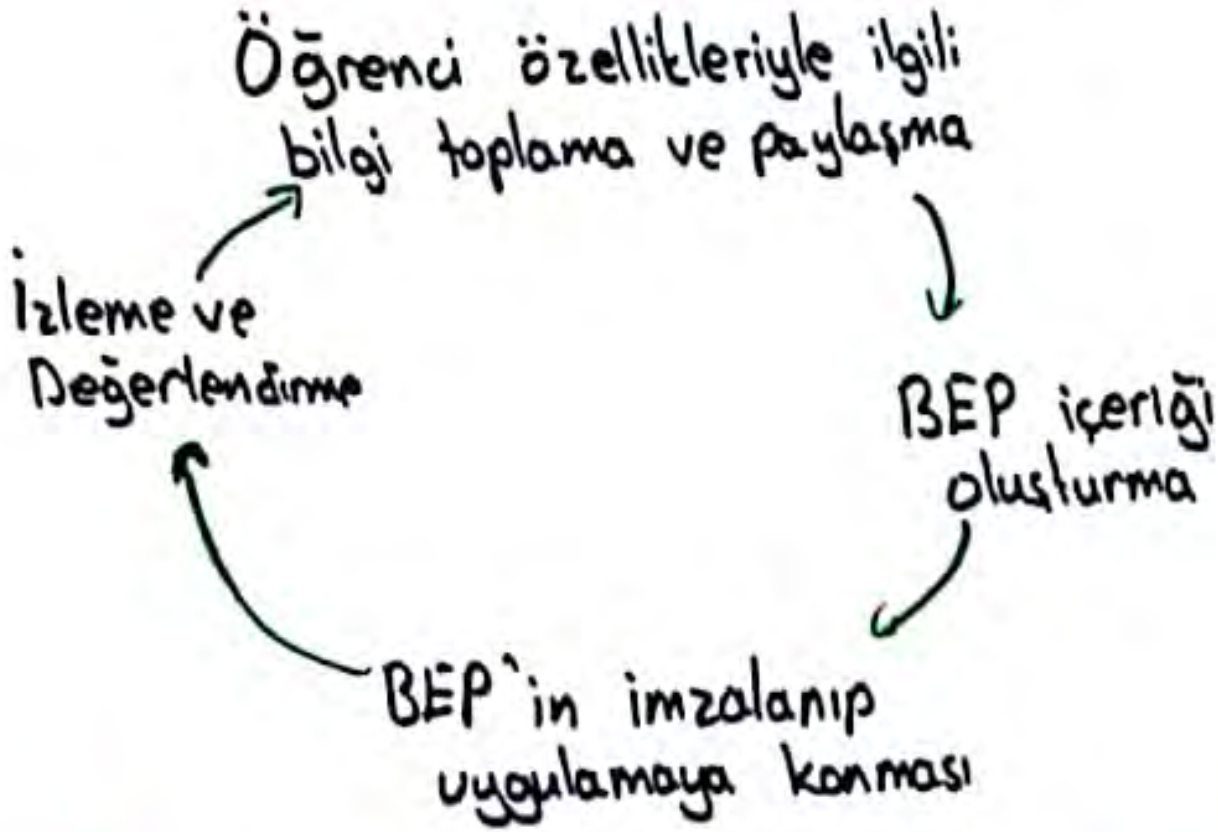 Öğrenci özellikleriyle ilgili
bilgi toplama ve paylaşma
BEP içeriği
oluşturma
BEP'in imzalanıp
uygulamaya konması
İzleme ve
Değerlendirme